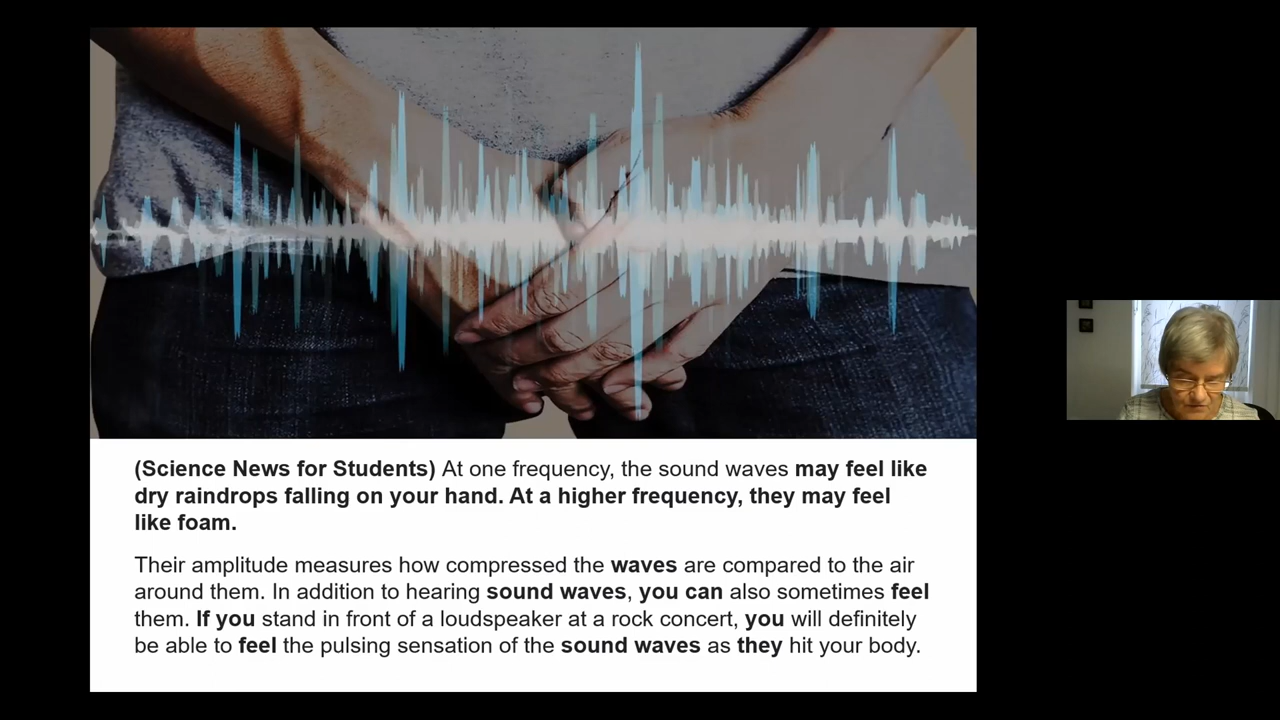 (Science News for Students) At one frequency, the sound waves may feel like
dry raindrops falling on your hand. At a higher frequency, they may feel
like foam.
Their amplitude measures how compressed the waves are compared to the air
around them. In addition to hearing sound waves, you can also sometimes feel
them. If you stand in front of a loudspeaker at a rock concert, you will definitely
be able to feel the pulsing sensation of the sound waves as they hit your body.